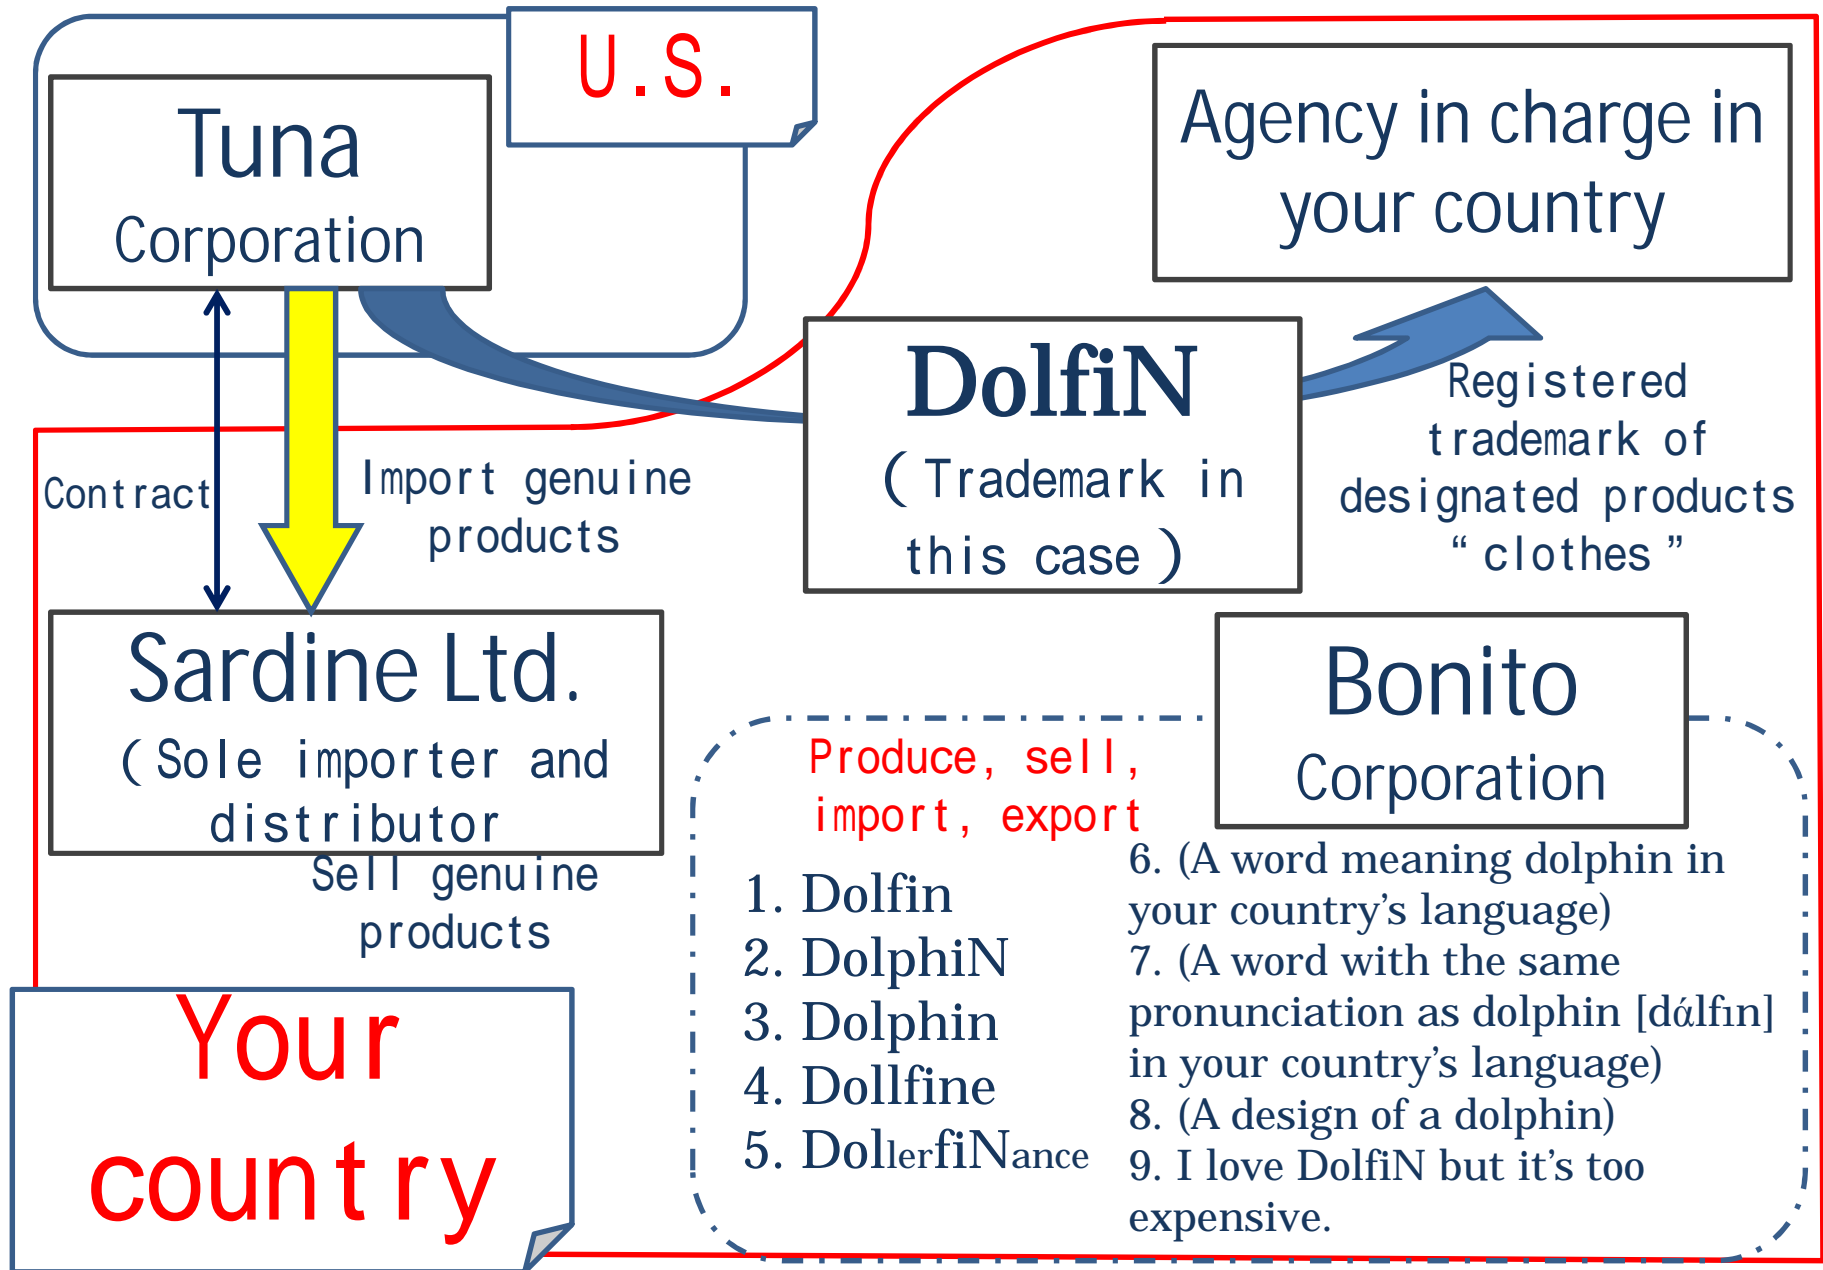 U.S.
Tuna
Corporation
Agency in charge in
your country
DolfiN
(Trademark in
this case)
Registered
trademark of
designated products
“clothes”
Contract
Import genuine
products
Sardine Ltd.
(Sole importer and
distributor
Sell genuine
products
Bonito
Corporation
Produce, sell,
import, export
1. Dolfin
2. DolphiN
3. Dolphin
4. Dollfine
5. DollerfiNance
6. (A word meaning dolphin in
your country’s language)
7. (A word with the same
pronunciation as dolphin [dάlfın]
in your country’s language)
8. (A design of a dolphin)
9. I love DolfiN but it’s too
expensive.
Your
country